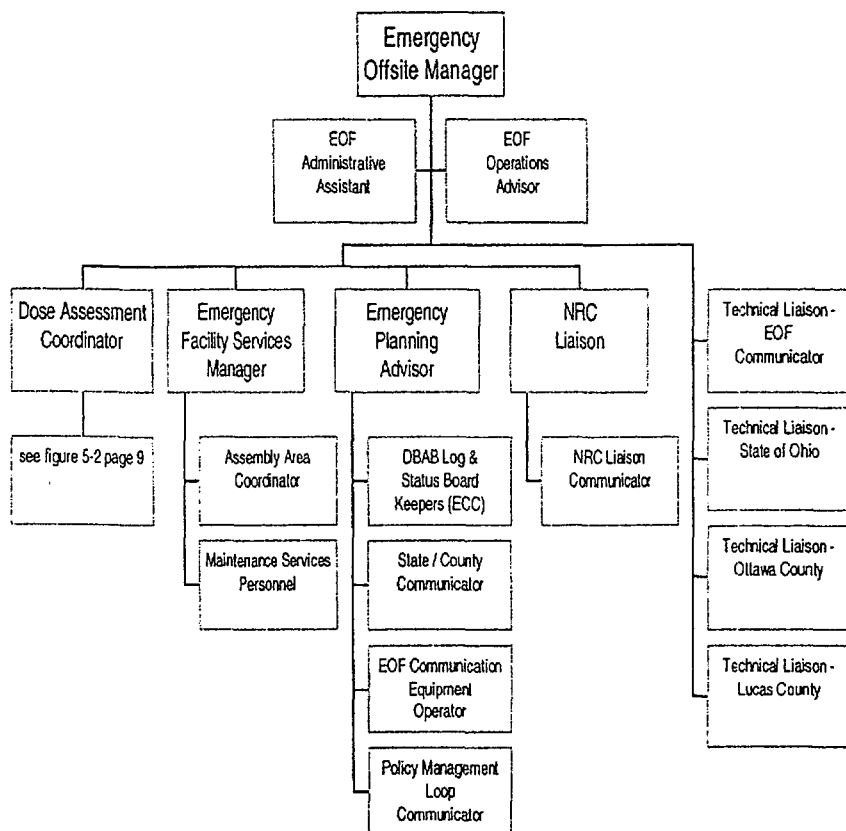 Emergency
Offsite Manager
EOF
Administrative
Assistant
EOF
Operations
Advisor
Dose Assessment
Coordinator
Emergency
Facility Services
Manager
Emergency
Planning
Advisor
NRC
Liaison
Technical Liaison -
EOF
Communicator
see figure 5-2 page 9
Assembly Area
Coordinator
DBAB Log &
Status Board
Keepers (ECC)
NRC Liaison
Communicator
Technical Liaison -
State of Ohio
Maintenance Services
Personnel
State / County
Communicator
Technical Liaison -
Ottawa County
EOF Communication
Equipment
Operator
Technical Liaison -
Lucas County
Policy Management
Loop
Communicator